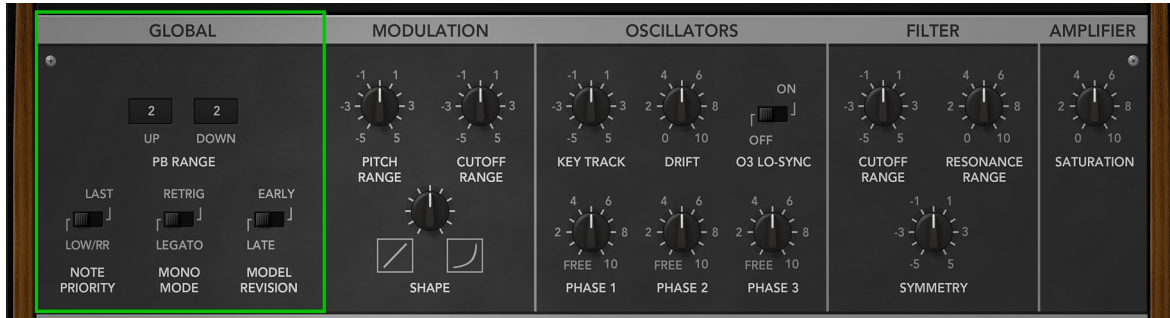 GLOBAL
2 2
UP DOWN
PB RANGE
LAST RETRIG EARLY
LOW/RR LEGATO LATE
NOTE PRIORITY
MONO MODE
MODEL REVISION
MODULATION
-1 1 -1 1
-3 3 -3 3
-5 5 -5 5
PITCH RANGE
CUTOFF RANGE
SHAPE
OSCILLATORS
-1 1 4 6 ON
-3 3 2 8
-5 5 0 10 OFF
KEY TRACK DRIFT O3 LO-SYNC
4 6 4 6 4 6
2 8 2 8 2 8
FREE 10 FREE 10 FREE 10
PHASE 1 PHASE 2 PHASE 3
FILTER
-1 1 4 6
-3 3 2 8
-5 5 0 10
CUTOFF RANGE
RESONANCE RANGE
-1 1
-3 3
-5 5
SYMMETRY
AMPLIFIER
4 6
2 8
0 10
SATURATION